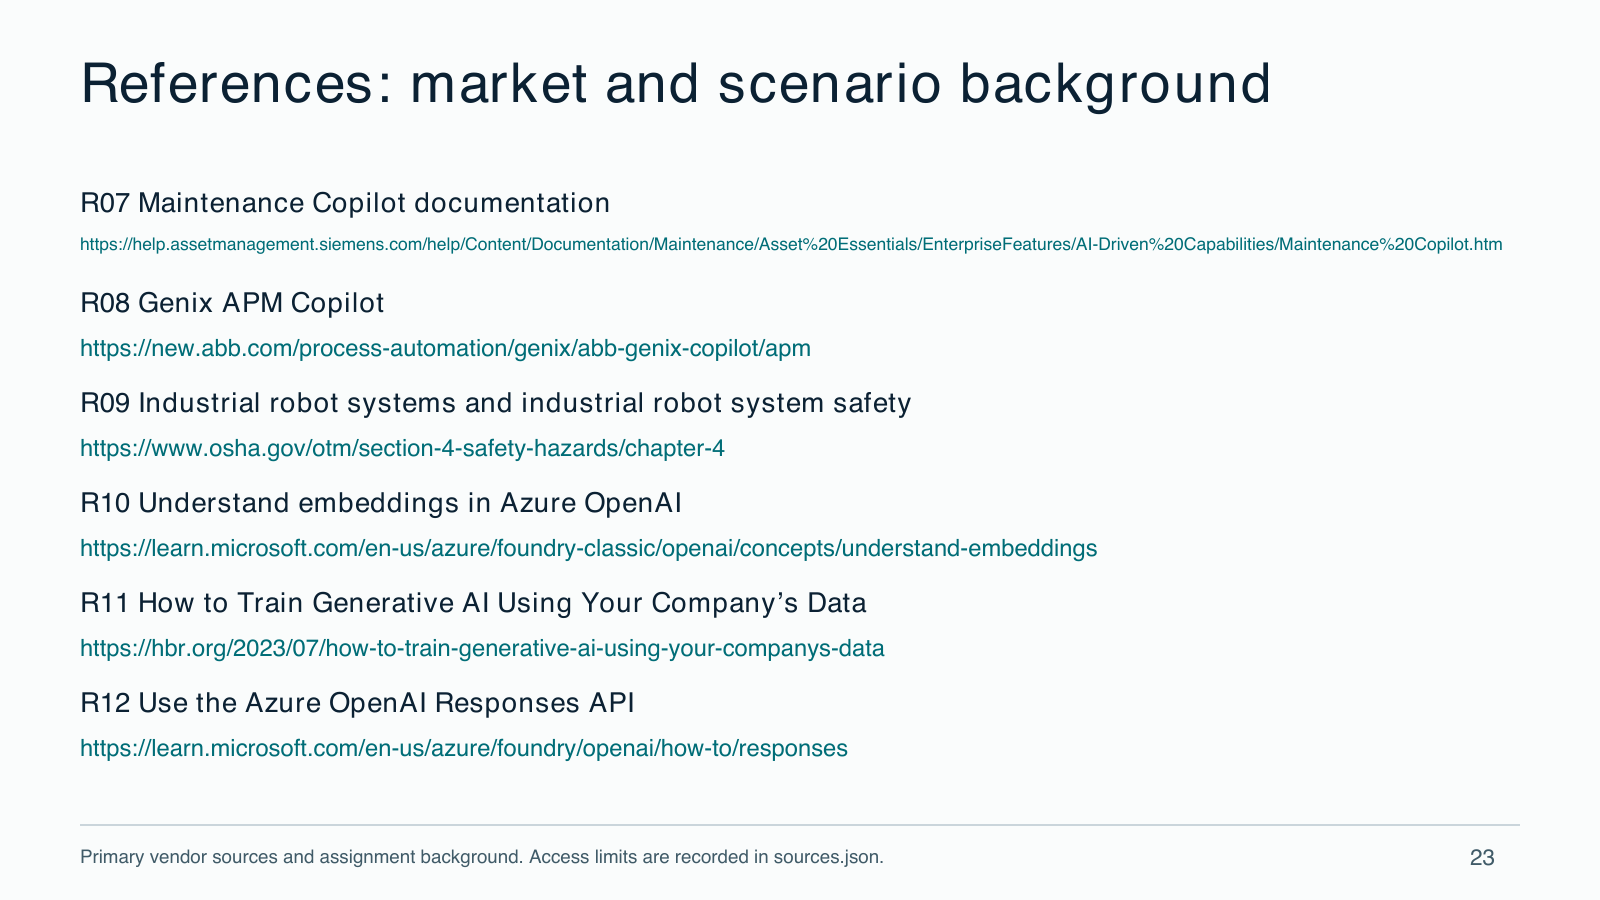 References: market and scenario background
R07 Maintenance Copilot documentation
https://help.assetmanagement.siemens.com/help/Content/Documentation/Maintenance/Asset%20Essentials/EnterpriseFeatures/AI-Driven%20Capabilities/Maintenance%20Copilot.htm
R08 Genix APM Copilot
https://new.abb.com/process-automation/genix/abb-genix-copilot/apm
R09 Industrial robot systems and industrial robot system safety
https://www.osha.gov/otm/section-4-safety-hazards/chapter-4
R10 Understand embeddings in Azure OpenAI
https://learn.microsoft.com/en-us/azure/foundry-classic/openai/concepts/understand-embeddings
R11 How to Train Generative AI Using Your Company’s Data
https://hbr.org/2023/07/how-to-train-generative-ai-using-your-companys-data
R12 Use the Azure OpenAI Responses API
https://learn.microsoft.com/en-us/azure/foundry/openai/how-to/responses
Primary vendor sources and assignment background. Access limits are recorded in sources.json.
23